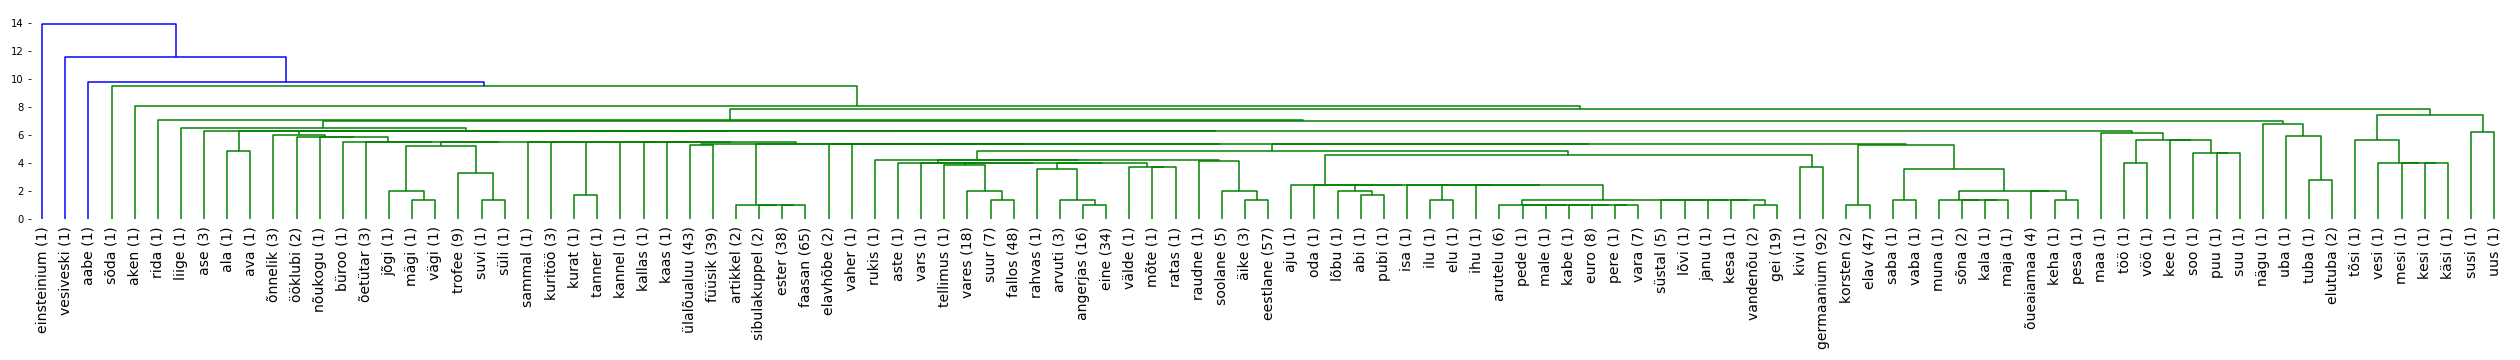 14
12
10
8
6
4
2
0
einsteinium (1)
vesiveski (1)
aabe (1)
sõda (1)
aken (1)
rida (1)
liige (1)
ase (3)
ala (1)
ava (1)
õnnelik (3)
ööklubi (2)
nõukogu (1)
büroo (1)
õetütar (3)
jõgi (1)
mägi (1)
vägi (1)
trofee (9)
suvi (1)
süli (1)
sammal (1)
kuritöö (3)
kurat (1)
tanner (1)
kannel (1)
kallas (1)
kaas (1)
ülalõualuu (43)
füüsik (39)
artikkel (2)
sibulakuppel (2)
ester (38)
faasan (65)
elavhõbe (2)
vaher (1)
rukis (1)
aste (1)
vars (1)
tellimus (1)
vares (18)
suur (7)
fallos (48)
rahvas (1)
arvuti (3)
angerjas (16)
eine (34)
välde (1)
mõte (1)
ratas (1)
raudne (1)
soolane (5)
äike (3)
eestlane (57)
aju (1)
oda (1)
lõbu (1)
abi (1)
pubi (1)
isa (1)
ilu (1)
elu (1)
ihu (1)
arutelu (6)
pede (1)
male (1)
kabe (1)
euro (8)
pere (1)
vara (7)
süstal (5)
lõvi (1)
janu (1)
kesa (1)
vandenõu (2)
gei (19)
kivi (1)
germaanium (92)
korsten (2)
elav (47)
saba (1)
vaba (1)
muna (1)
sõna (2)
kala (1)
maja (1)
õueaiamaa (4)
keha (1)
pesa (1)
maa (1)
töö (1)
vöö (1)
kee (1)
soo (1)
puu (1)
suu (1)
nägu (1)
uba (1)
tuba (1)
elutuba (2)
tõsi (1)
vesi (1)
mesi (1)
kesi (1)
käsi (1)
susi (1)
uus (1)